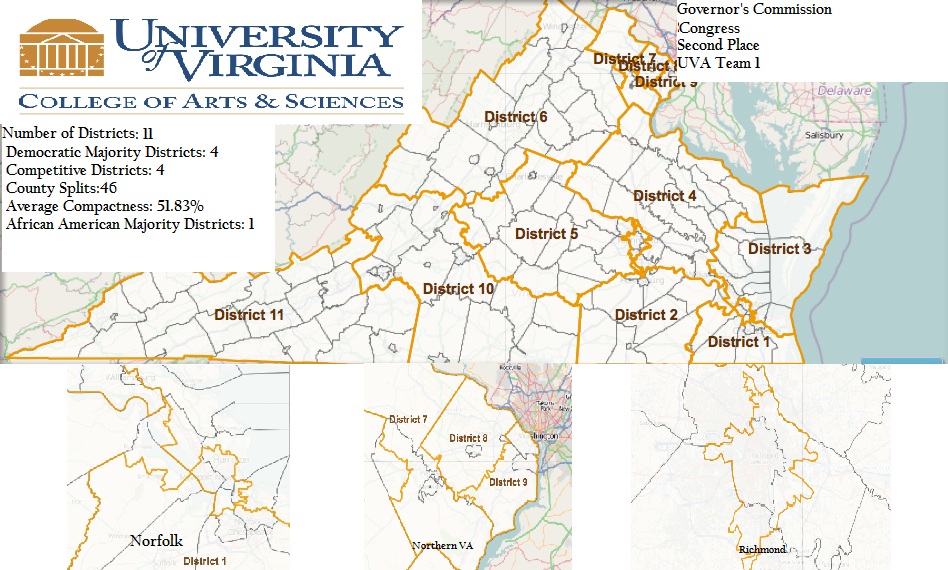 UNIVERSITY
of VIRGINIA
COLLEGE OF ARTS & SCIENCES
Governor's Commission
Congress
Second Place
UVA Team 1
Number of Districts: 11
Democratic Majority Districts: 4
Competitive Districts: 4
County Splits:46
Average Compactness: 51.83%
African American Majority Districts: 1
District 7
District 8
District 9
Delaware
District 6
Salisbury
District 4
District 5
District 3
District 10
District 11
District 2
District 1
Norfolk
District 1
Rockville
District 7
District 8
District 9
Northern VA
Richmond